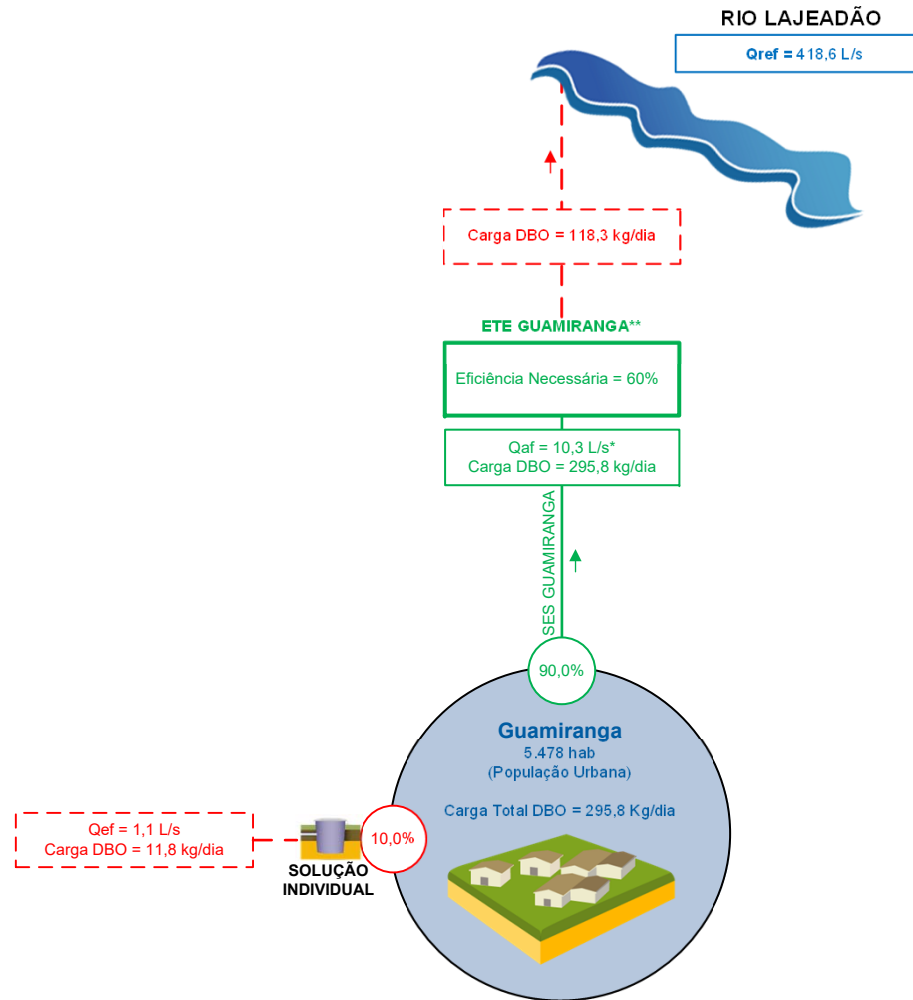 RIO LAJEADÃO
Qref = 418,6 L/s
Carga DBO = 118,3 kg/dia
ETE GUAMIRANGA**
Eficiência Necessária = 60%
Qaf = 10,3 L/s*
Carga DBO = 295,8 kg/dia
SES GUAMIRANGA
90,0%
Guamiranga
5.478 hab
(População Urbana)
Carga Total DBO = 295,8 Kg/dia
Qef = 1,1 L/s
Carga DBO = 11,8 kg/dia
10,0%
SOLUÇÃO
INDIVIDUAL